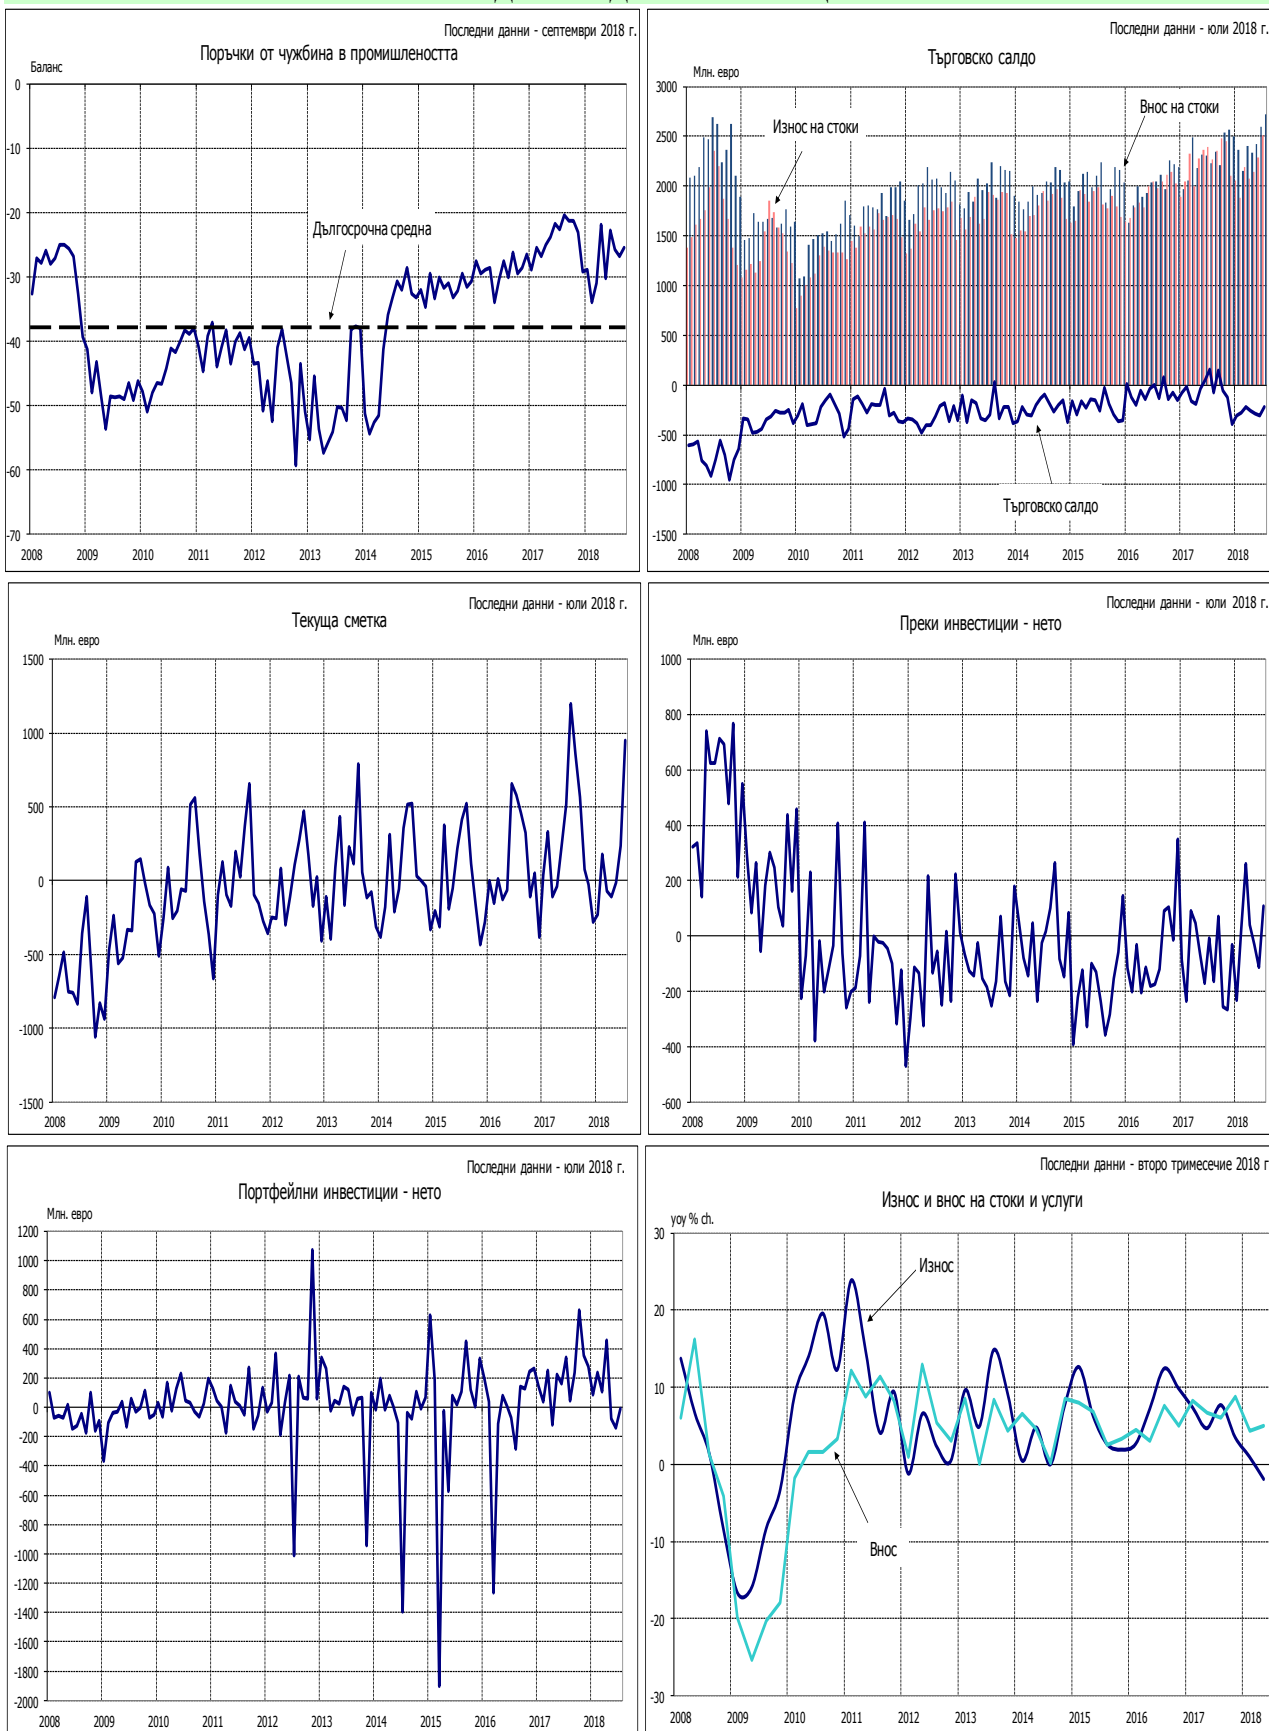 Последни данни - септември 2018 г.
Поръчки от чужбина в промишлеността
Баланс
0
-10
-20
-30
-40
-50
-60
-70
Дългосрочна средна
2008 2009 2010 2011 2012 2013 2014 2015 2016 2017 2018
Последни данни - юли 2018 г.
Търговско салдо
Млн. евро
3000
2500
2000
1500
1000
500
0
-500
-1000
-1500
Износ на стоки
Внос на стоки
Търговско салдо
2008 2009 2010 2011 2012 2013 2014 2015 2016 2017 2018
Последни данни - юли 2018 г.
Текуща сметка
Млн. евро
1500
1000
500
0
-500
-1000
-1500
2008 2009 2010 2011 2012 2013 2014 2015 2016 2017 2018
Последни данни - юли 2018 г.
Преки инвестиции - нето
Млн. евро
1000
800
600
400
200
0
-200
-400
-600
2008 2009 2010 2011 2012 2013 2014 2015 2016 2017 2018
Последни данни - юли 2018 г.
Портфейлни инвестиции - нето
Млн. евро
1200
1000
800
600
400
200
0
-200
-400
-600
-800
-1000
-1200
-1400
-1600
-1800
-2000
2008 2009 2010 2011 2012 2013 2014 2015 2016 2017 2018
Последни данни - второ тримесечие 2018 г
Износ и внос на стоки и услуги
yoy % ch.
30
20
10
0
-10
-20
-30
Износ
Внос
2008 2009 2010 2011 2012 2013 2014 2015 2016 2017 2018